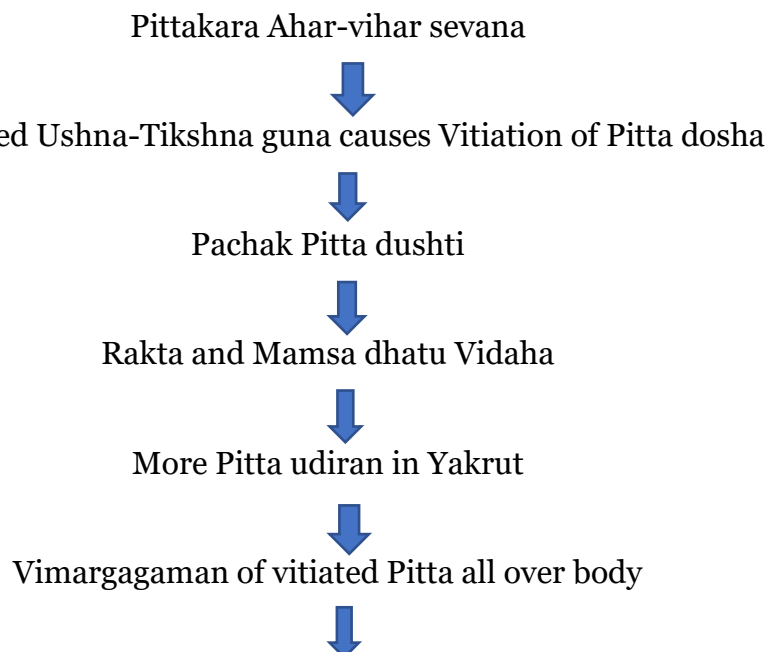 Pittakara Ahar-vihar sevana
Ushna-Tikshna guna causes Vitiation of Pitta dosha
Pachak Pitta dushti
Rakta and Mamsa dhatu Vidaha
More Pitta udiran in Yakrut
Vimargagaman of vitiated Pitta all over body